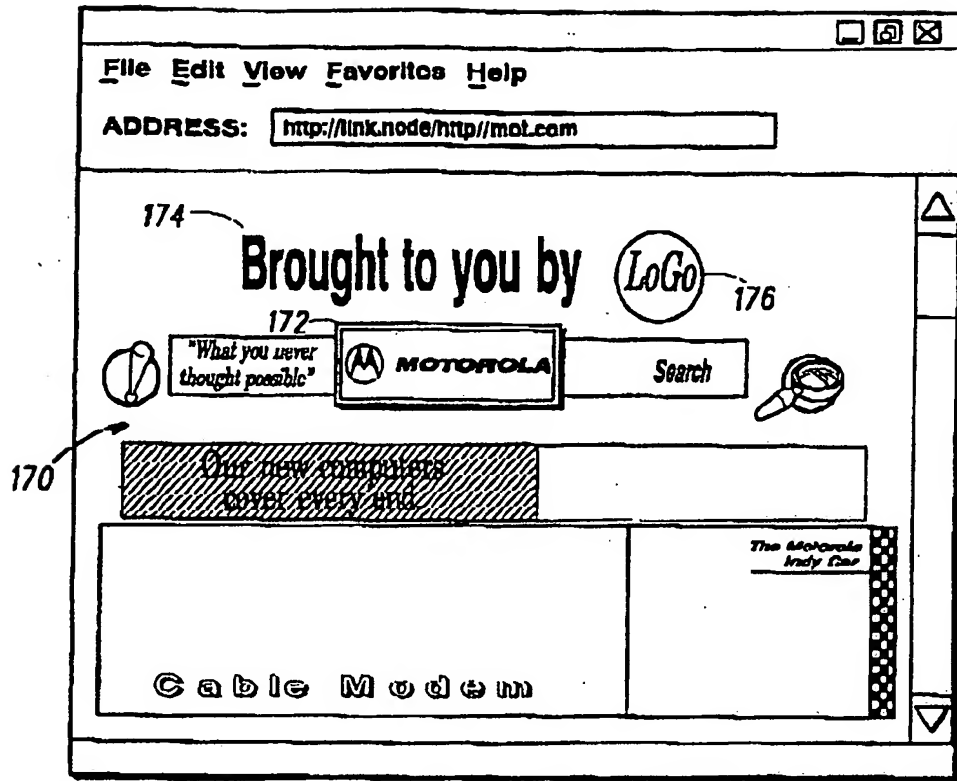 File Edit View Favorites Help
ADDRESS: http://link.node/http//mot.com
174
Brought to you by LoGo
176
172
"What you never
thought possible"
M MOTOROLA
Search
170
Our new computers
cover every end
The Motorola
Indy Car
Cable Modem